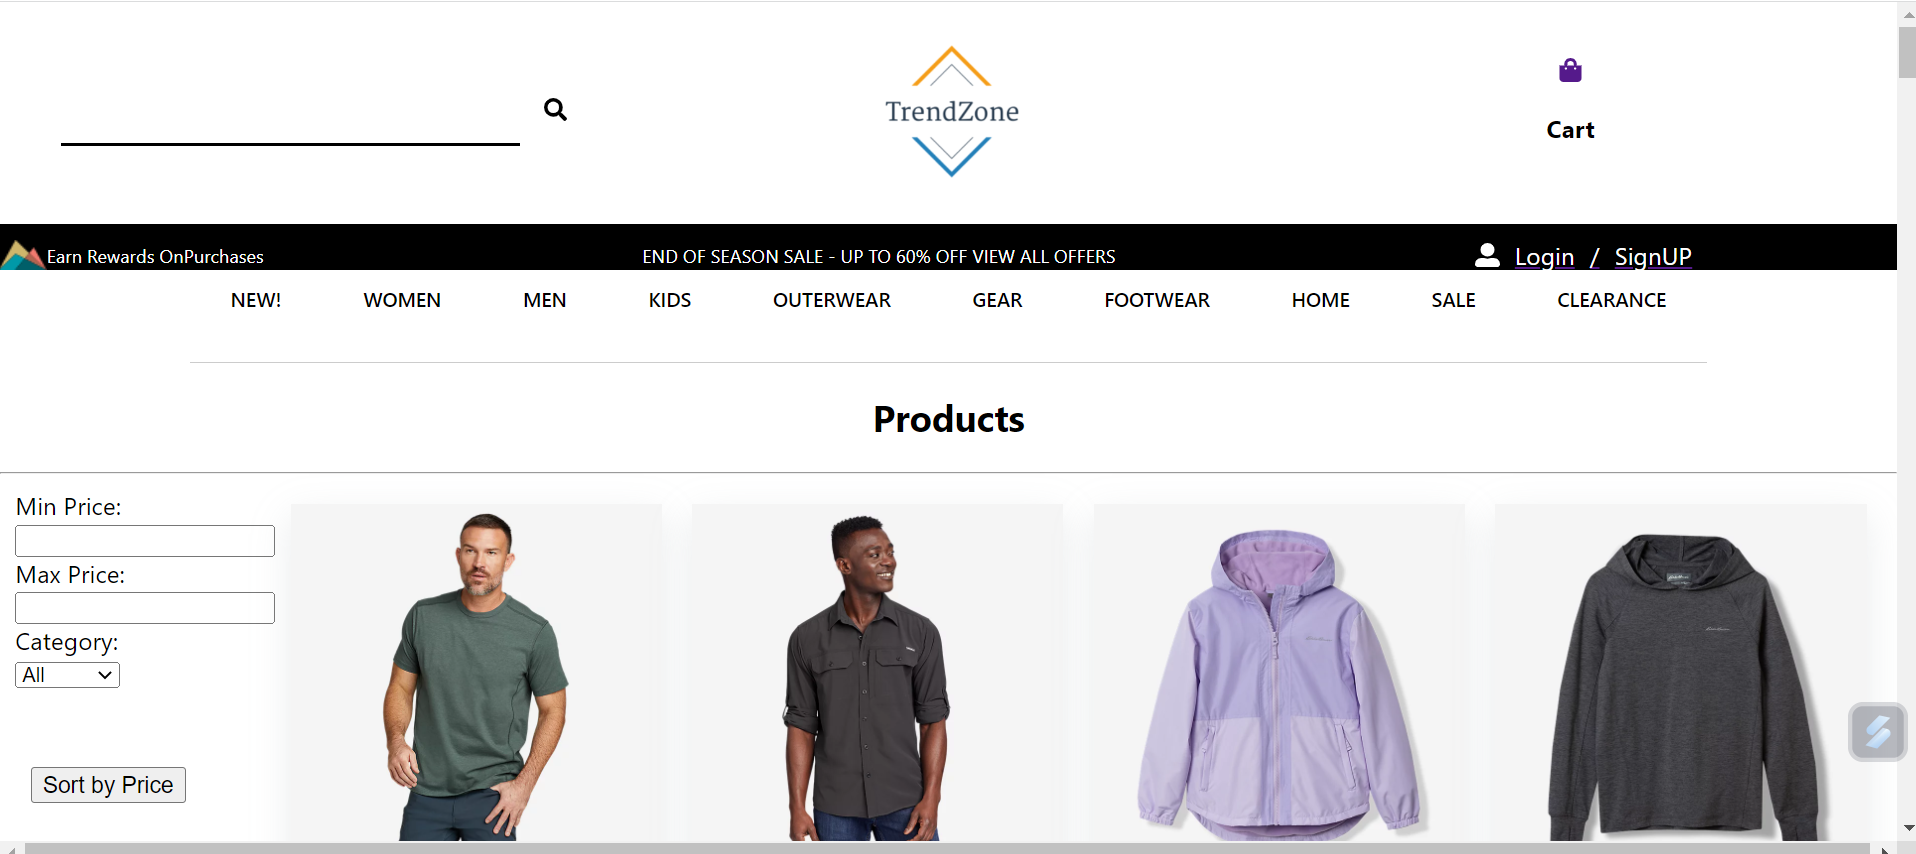 TrendZone
Cart
Earn Rewards OnPurchases
END OF SEASON SALE - UP TO 60% OFF VIEW ALL OFFERS
Login / SignUP
NEW! WOMEN MEN KIDS OUTERWEAR GEAR FOOTWEAR HOME SALE CLEARANCE
Products
Min Price:
Max Price:
Category:
All
Sort by Price